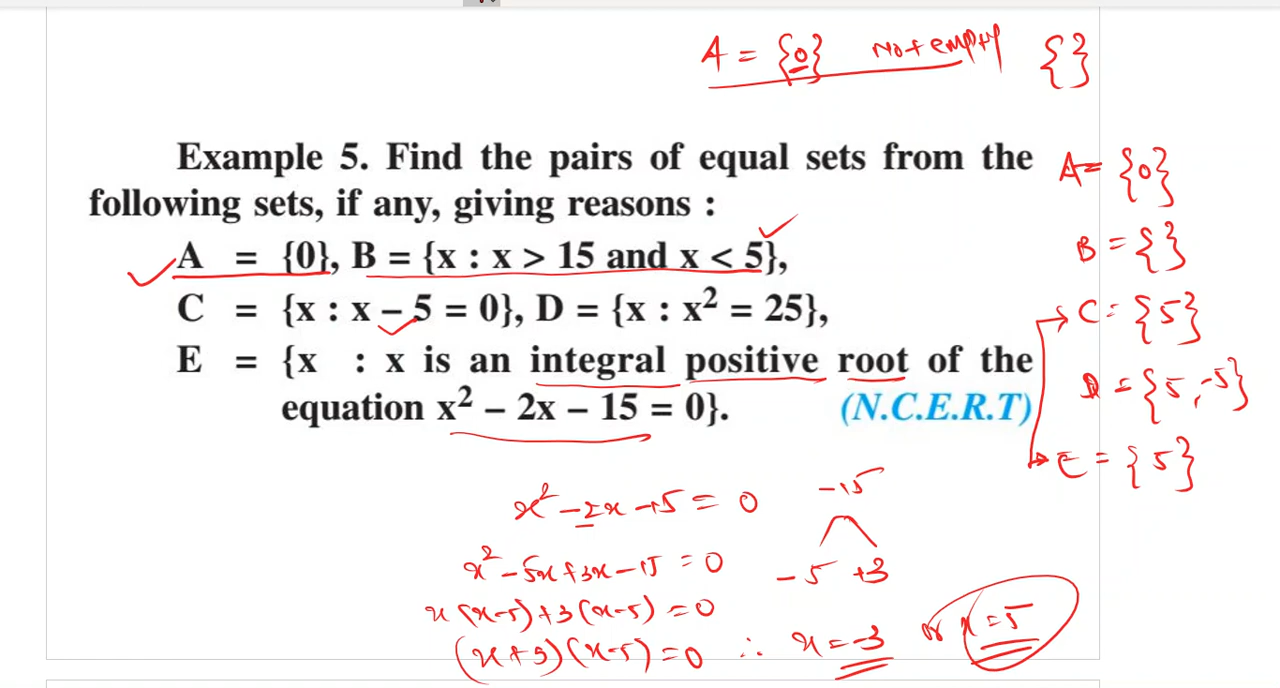 A = {0} Not empty { }
Example 5. Find the pairs of equal sets from the
following sets, if any, giving reasons :
A = {0}, B = {x : x > 15 and x < 5},
C = {x : x – 5 = 0}, D = {x : x² = 25},
E = {x : x is an integral positive root of the
equation x² – 2x – 15 = 0}. (N.C.E.R.T)
A = {0}
B = { }
C = {5}
D = {5, -5}
E = {5}
x² - 2x - 15 = 0
x² - 5x + 3x - 15 = 0
x(x-5) + 3(x-5) = 0
(x+3)(x-5) = 0 ∴ x = -3 or x = 5
-15
-5 +3